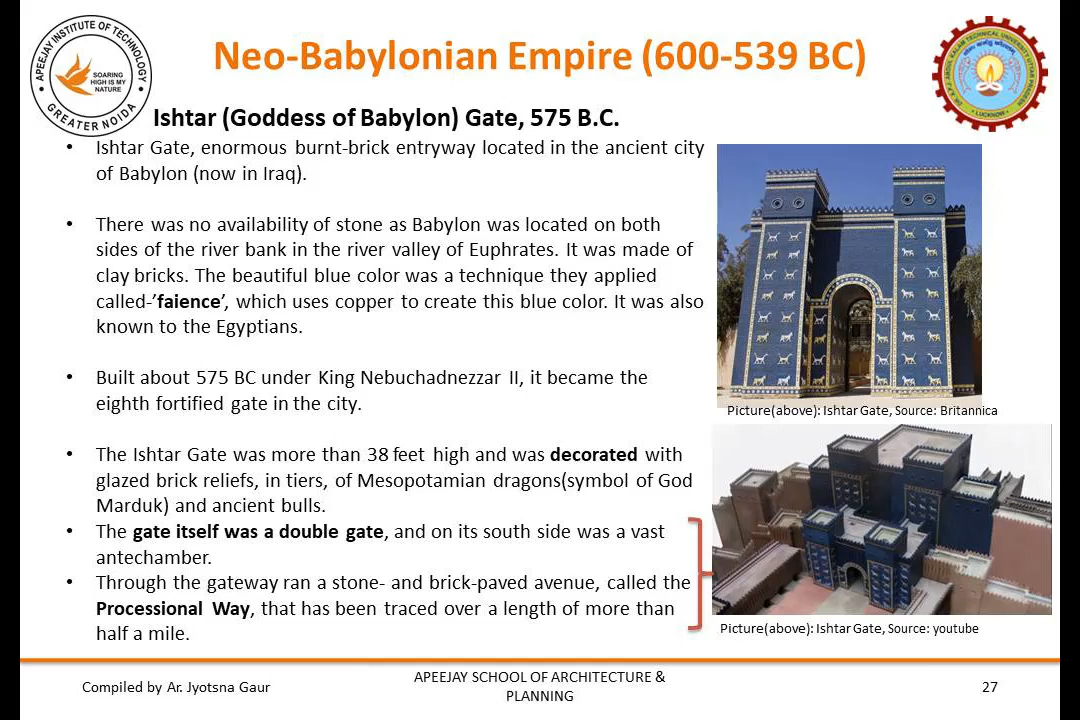 APEEJAY INSTITUTE OF TECHNOLOGY
SOARING
HIGH IS MY
NATURE
GREATER NOIDA
Neo-Babylonian Empire (600-539 BC)
Ishtar (Goddess of Babylon) Gate, 575 B.C.
• Ishtar Gate, enormous burnt-brick entryway located in the ancient city
of Babylon (now in Iraq).
• There was no availability of stone as Babylon was located on both
sides of the river bank in the river valley of Euphrates. It was made of
clay bricks. The beautiful blue color was a technique they applied
called-’faience’, which uses copper to create this blue color. It was also
known to the Egyptians.
• Built about 575 BC under King Nebuchadnezzar II, it became the
eighth fortified gate in the city.
• The Ishtar Gate was more than 38 feet high and was decorated with
glazed brick reliefs, in tiers, of Mesopotamian dragons(symbol of God
Marduk) and ancient bulls.
• The gate itself was a double gate, and on its south side was a vast
antechamber.
• Through the gateway ran a stone- and brick-paved avenue, called the
Processional Way, that has been traced over a length of more than
half a mile.
Picture(above): Ishtar Gate, Source: Britannica
Picture(above): Ishtar Gate, Source: youtube
Compiled by Ar. Jyotsna Gaur
APEEJAY SCHOOL OF ARCHITECTURE &
PLANNING
27